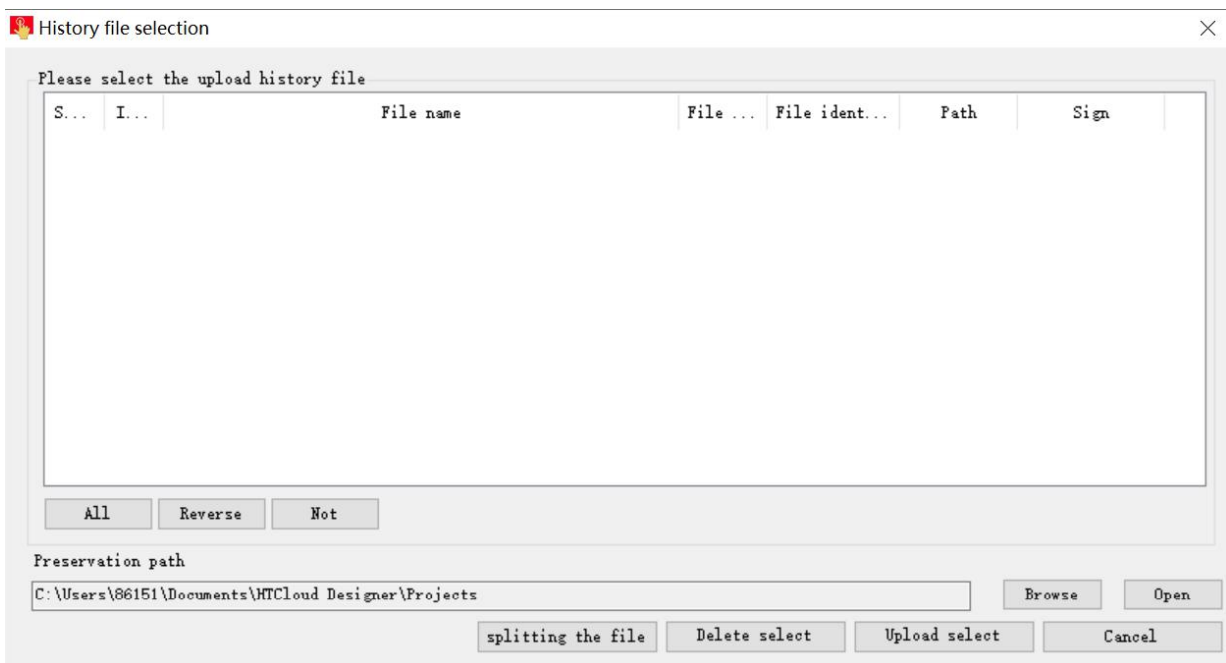 History file selection
Please select the upload history file
S... I... File name File ... File ident... Path Sign
All Reverse Not
Preservation path
C:\Users\86151\Documents\HTCloud Designer\Projects Browse Open
splitting the file Delete select Upload select Cancel